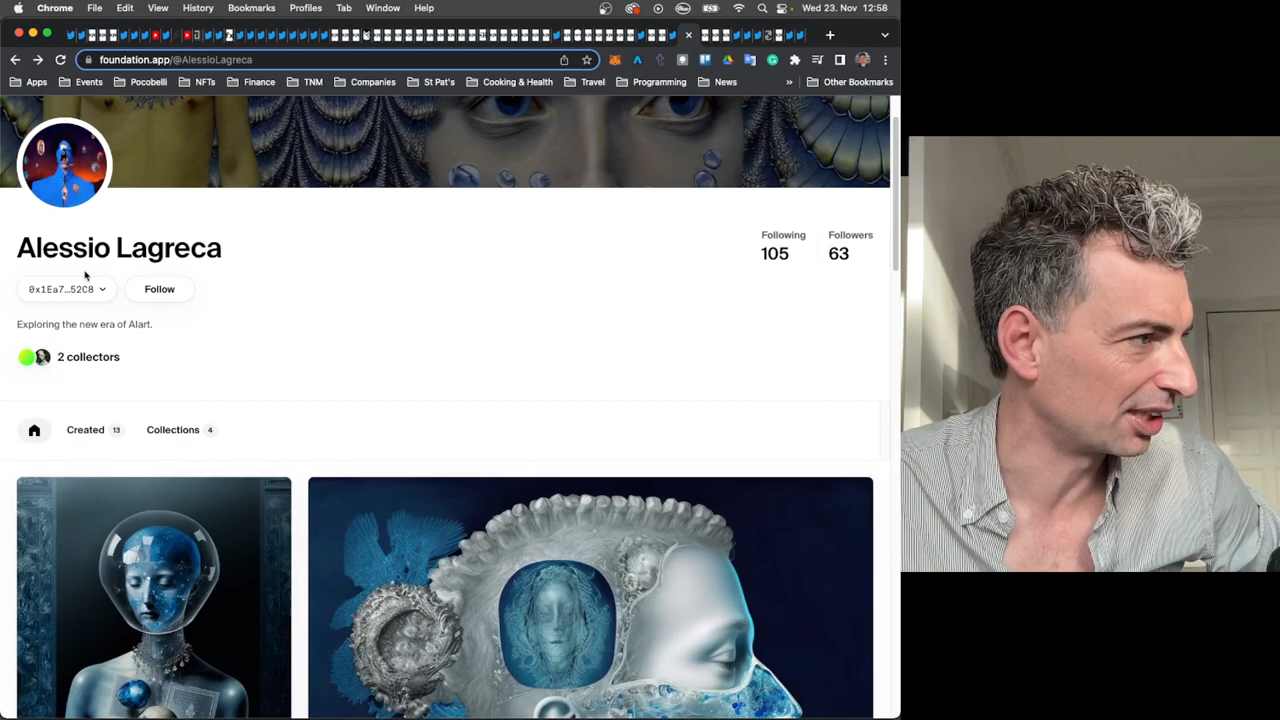 Chrome File Edit View History Bookmarks Profiles Tab Window Help Wed 23. Nov 12:58
foundation.app/@AlessioLagreca
Apps Events Pocobelli NFTs Finance TNM Companies St Pat's Cooking & Health Travel Programming News » Other Bookmarks
Alessio Lagreca
Following Followers
105 63
0x1Ea7…52C8 Follow
Exploring the new era of AIart.
2 collectors
Created 13 Collections 4